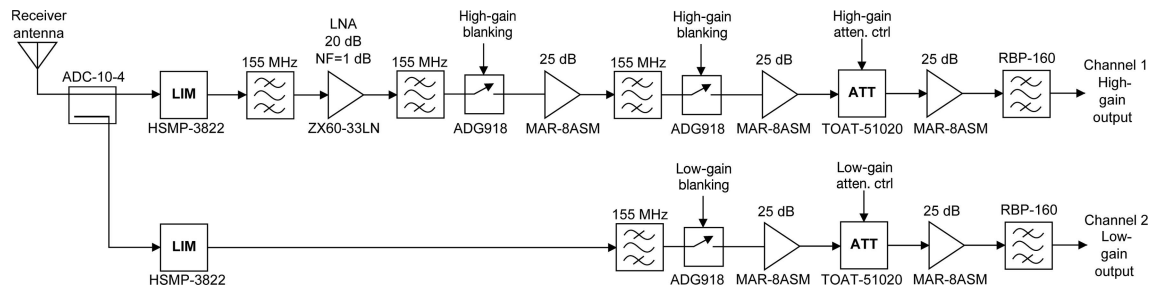 Receiver
antenna
ADC-10-4
LIM
HSMP-3822
155 MHz
LNA
20 dB
NF=1 dB
ZX60-33LN
155 MHz
High-gain
blanking
ADG918
25 dB
MAR-8ASM
155 MHz
High-gain
blanking
ADG918
25 dB
MAR-8ASM
High-gain
atten. ctrl
ATT
TOAT-51020
25 dB
MAR-8ASM
RBP-160
Channel 1
High-
gain
output
LIM
HSMP-3822
155 MHz
Low-gain
blanking
ADG918
25 dB
MAR-8ASM
Low-gain
atten. ctrl
ATT
TOAT-51020
25 dB
MAR-8ASM
RBP-160
Channel 2
Low-
gain
output